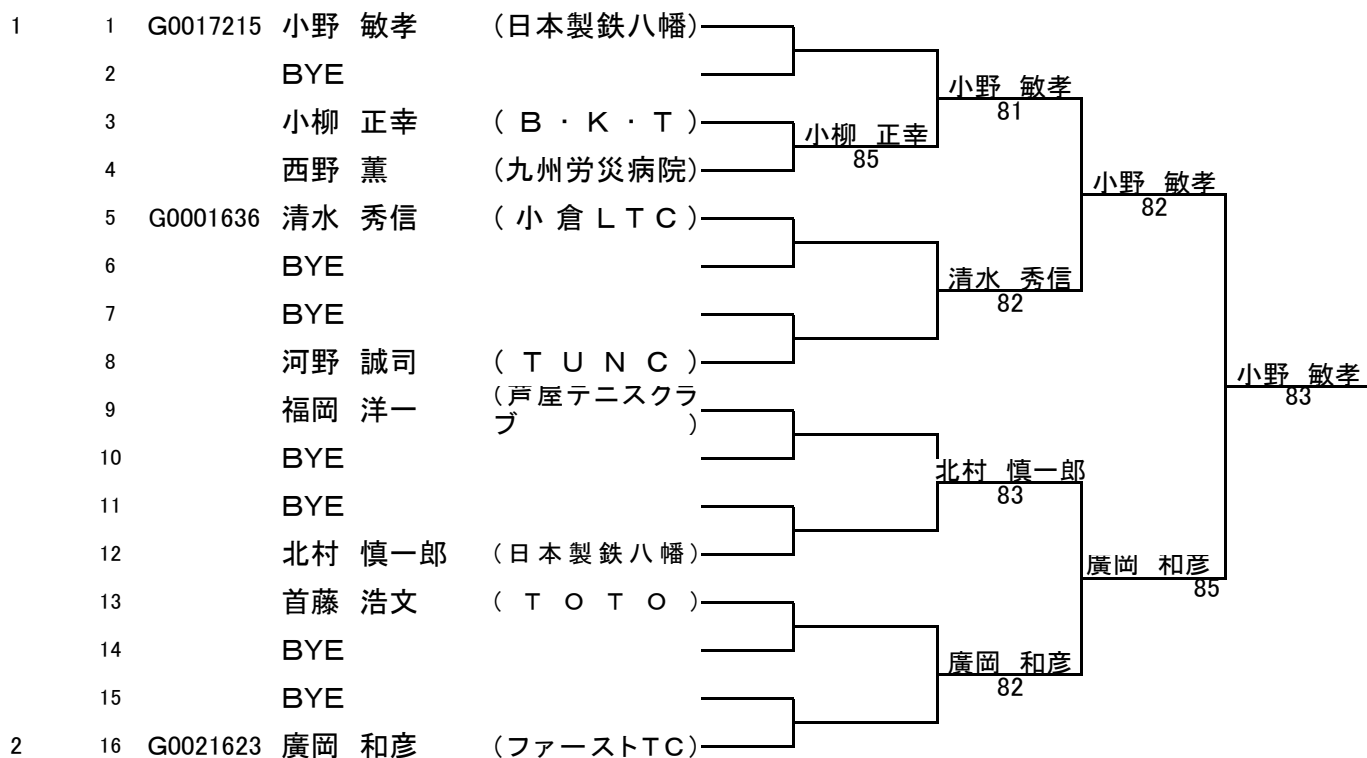 1 1 G0017215 小野 敏孝 (日本製鉄八幡)
2 BYE
小野 敏孝
81
3 小柳 正幸 (B・K・T)
小柳 正幸
85
4 西野 薫 (九州労災病院)
小野 敏孝
82
5 G0001636 清水 秀信 (小倉LTC)
6 BYE
清水 秀信
82
7 BYE
8 河野 誠司 (TUNC)
小野 敏孝
83
9 福岡 洋一 (芦屋テニスクラ
ブ)
10 BYE
北村 慎一郎
83
11 BYE
12 北村 慎一郎 (日本製鉄八幡)
廣岡 和彦
85
13 首藤 浩文 (TOTO)
14 BYE
廣岡 和彦
82
15 BYE
2 16 G0021623 廣岡 和彦 (ファーストTC)